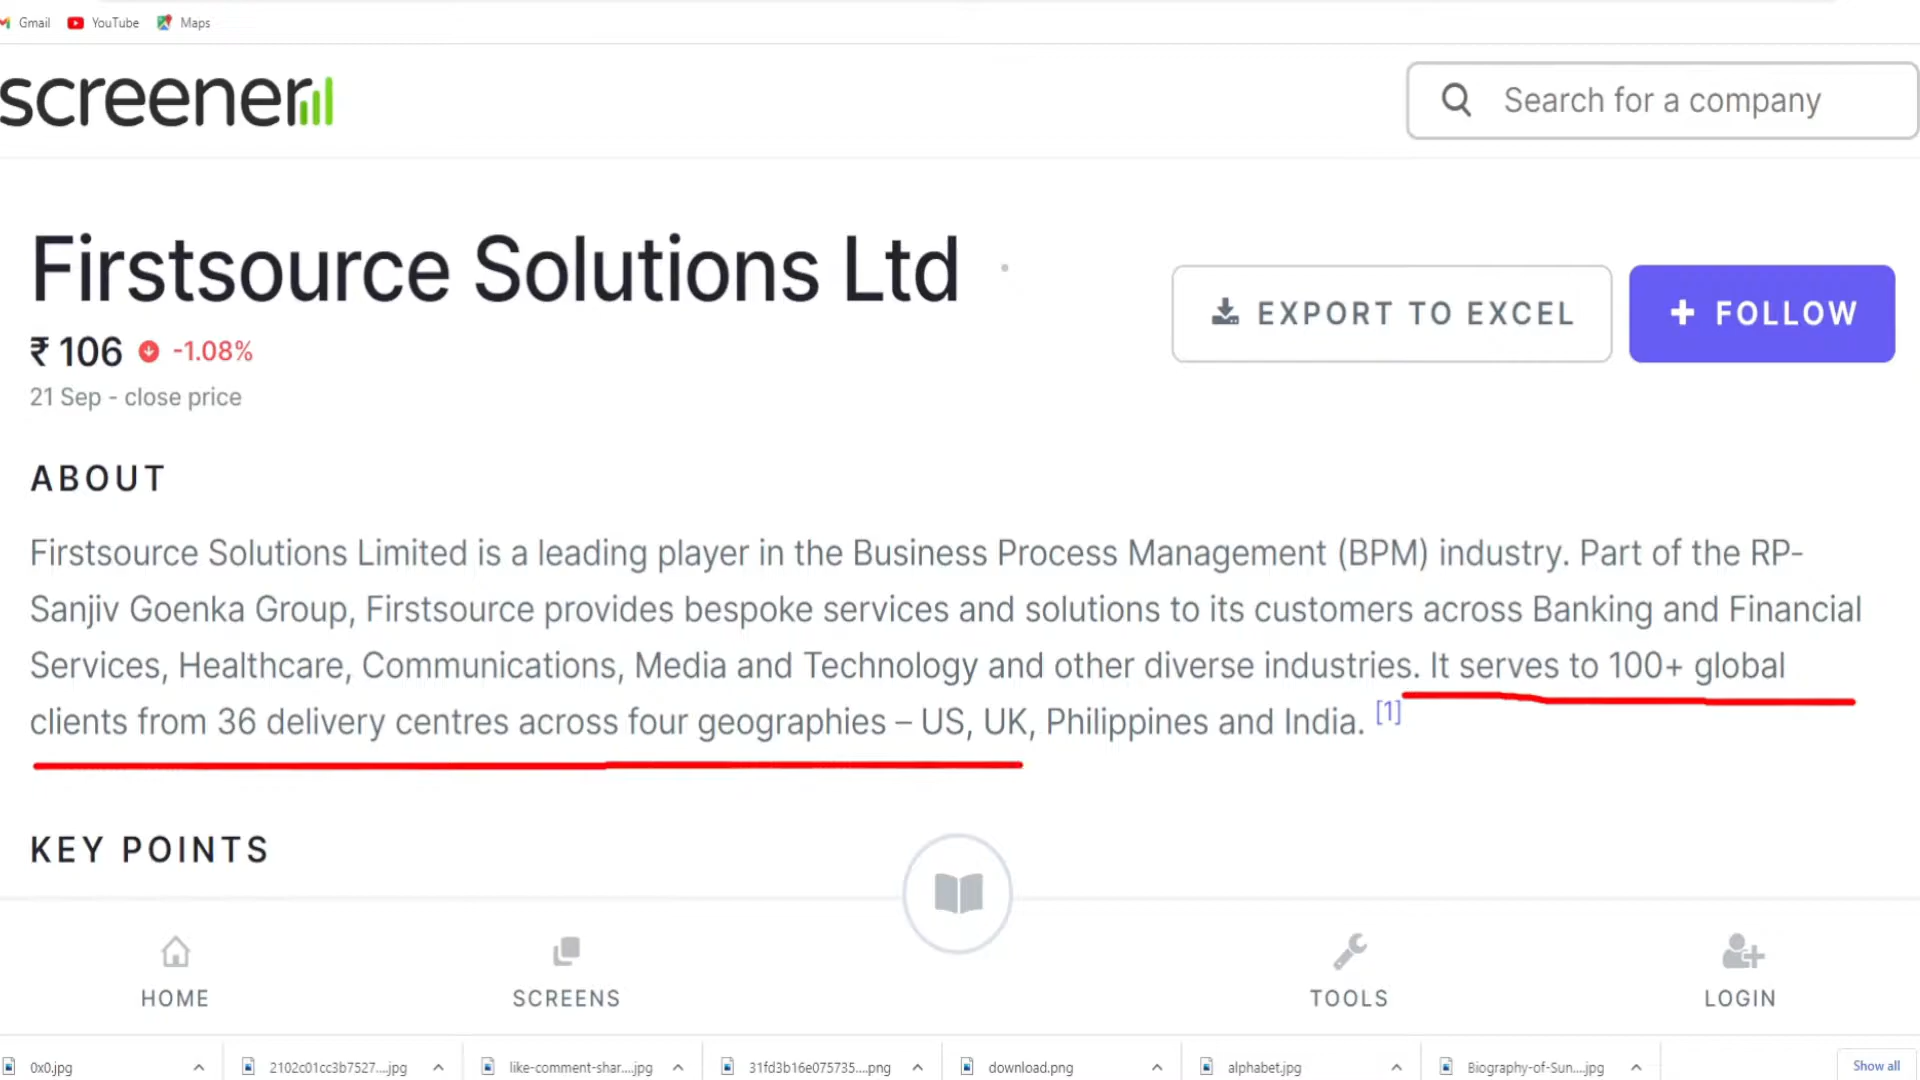 Gmail YouTube Maps
screener
Search for a company
Firstsource Solutions Ltd
EXPORT TO EXCEL
+ FOLLOW
₹ 106 -1.08%
21 Sep - close price
ABOUT
Firstsource Solutions Limited is a leading player in the Business Process Management (BPM) industry. Part of the RP-
Sanjiv Goenka Group, Firstsource provides bespoke services and solutions to its customers across Banking and Financial
Services, Healthcare, Communications, Media and Technology and other diverse industries. It serves to 100+ global
clients from 36 delivery centres across four geographies – US, UK, Philippines and India. [1]
KEY POINTS
HOME SCREENS TOOLS LOGIN
0x0.jpg 2102c01cc3b7527....jpg like-comment-shar....jpg 31fd3b16e075735....png download.png alphabet.jpg Biography-of-Sun....jpg Show all